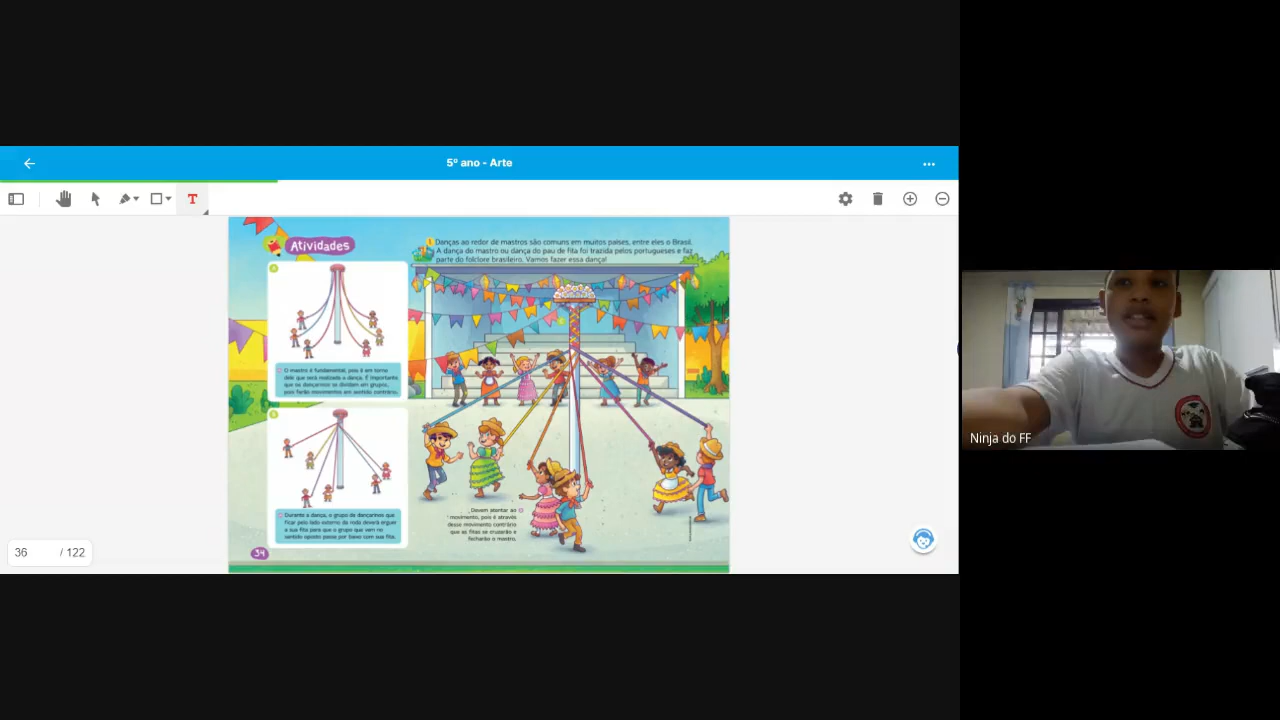 5º ano - Arte
Atividades
1 Danças ao redor de mastros são comuns em muitos países, entre eles o Brasil.
A dança do mastro ou dança do pau de fita foi trazida pelos portugueses e faz
parte do folclore brasileiro. Vamos fazer essa dança!
A
O mastro é fundamental, pois é em torno
dele que será realizada a dança. É importante
que os dançarinos se dividam em grupos,
pois farão movimentos em sentido contrário.
B
Durante a dança, o grupo de dançarinos que
ficar pelo lado externo da roda deverá erguer
a sua fita para que o grupo que vem no
sentido oposto passe por baixo com sua fita.
Devem atentar ao
movimento, pois é através
desse movimento contrário
que as fitas se cruzarão e
fecharão o mastro.
34
36 / 122
Ninja do FF